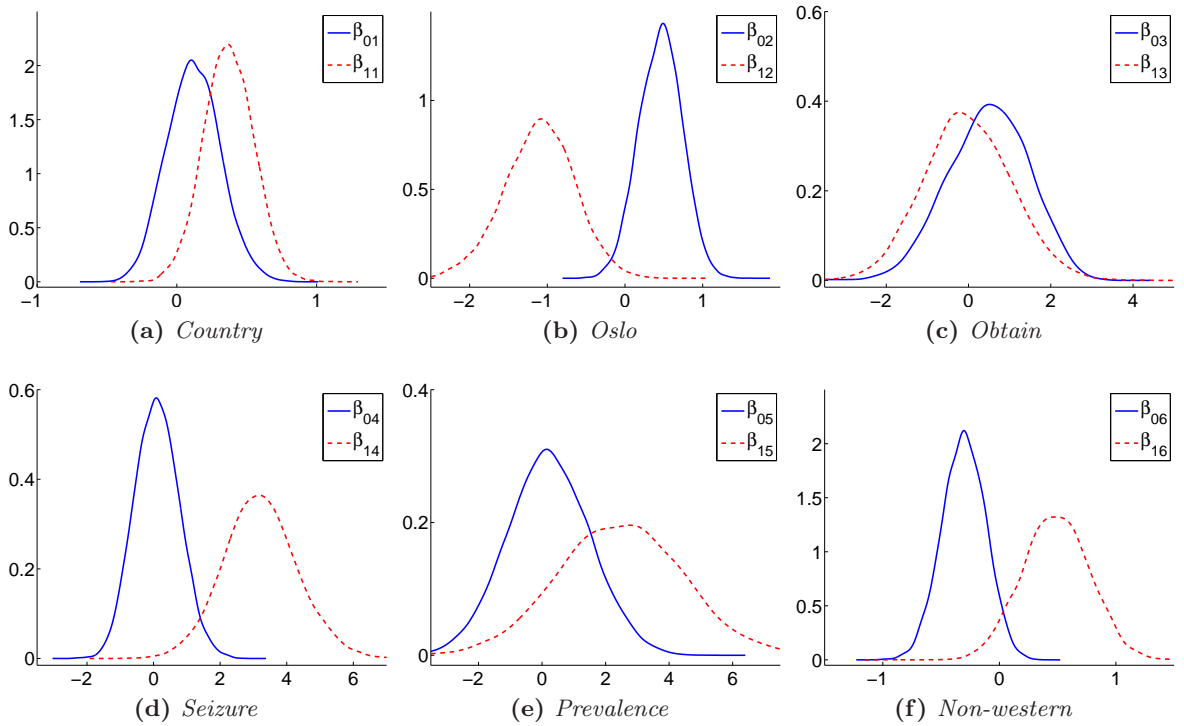 2
1.5
1
0.5
0
−1
0
1
β01
β11
(a) Country
1
0.5
0
−2
−1
0
1
β02
β12
(b) Oslo
0.6
0.4
0.2
0
−2
0
2
4
β03
β13
(c) Obtain
0.6
0.4
0.2
0
−2
0
2
4
6
β04
β14
(d) Seizure
0.4
0.2
0
−2
0
2
4
6
β05
β15
(e) Prevalence
2
1.5
1
0.5
0
−1
0
1
β06
β16
(f) Non-western